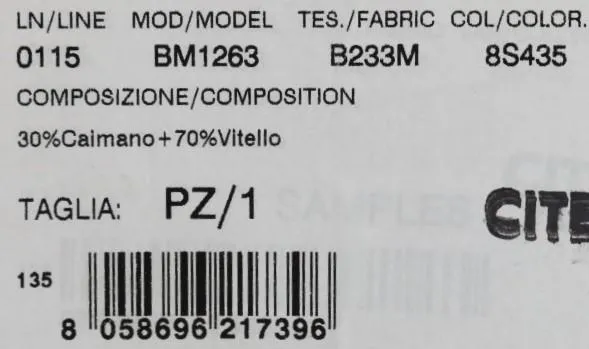 LN/LINE MOD/MODEL TES./FABRIC COL/COLOR.
0115 BM1263 B233M 8S435
COMPOSIZIONE/COMPOSITION
30%Caimano+70%Vitello
TAGLIA: PZ/1
SAMPLES
135
8 058696 217396